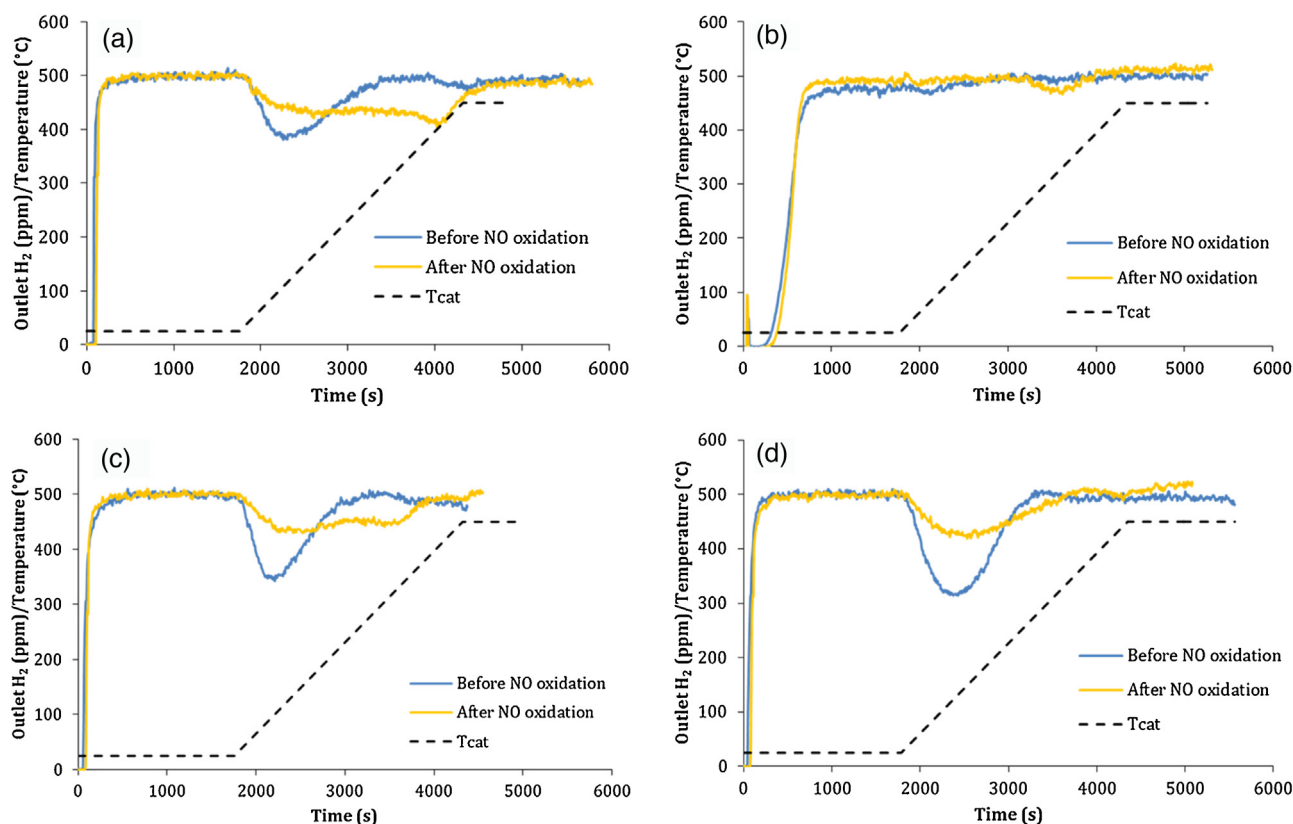 (a)
600
500
400
300
200
100
0
Outlet H₂ (ppm)/Temperature (°C)
Before NO oxidation
After NO oxidation
Tcat
0 1000 2000 3000 4000 5000 6000
Time (s)
(b)
600
500
400
300
200
100
0
Outlet H₂ (ppm)/Temperature (°C)
Before NO oxidation
After NO oxidation
Tcat
0 1000 2000 3000 4000 5000 6000
Time (s)
(c)
600
500
400
300
200
100
0
Outlet H₂ (ppm)/Temperature (°C)
Before NO oxidation
After NO oxidation
Tcat
0 1000 2000 3000 4000 5000 6000
Time (s)
(d)
600
500
400
300
200
100
0
Outlet H₂ (ppm)/Temperature (°C)
Before NO oxidation
After NO oxidation
Tcat
0 1000 2000 3000 4000 5000 6000
Time (s)